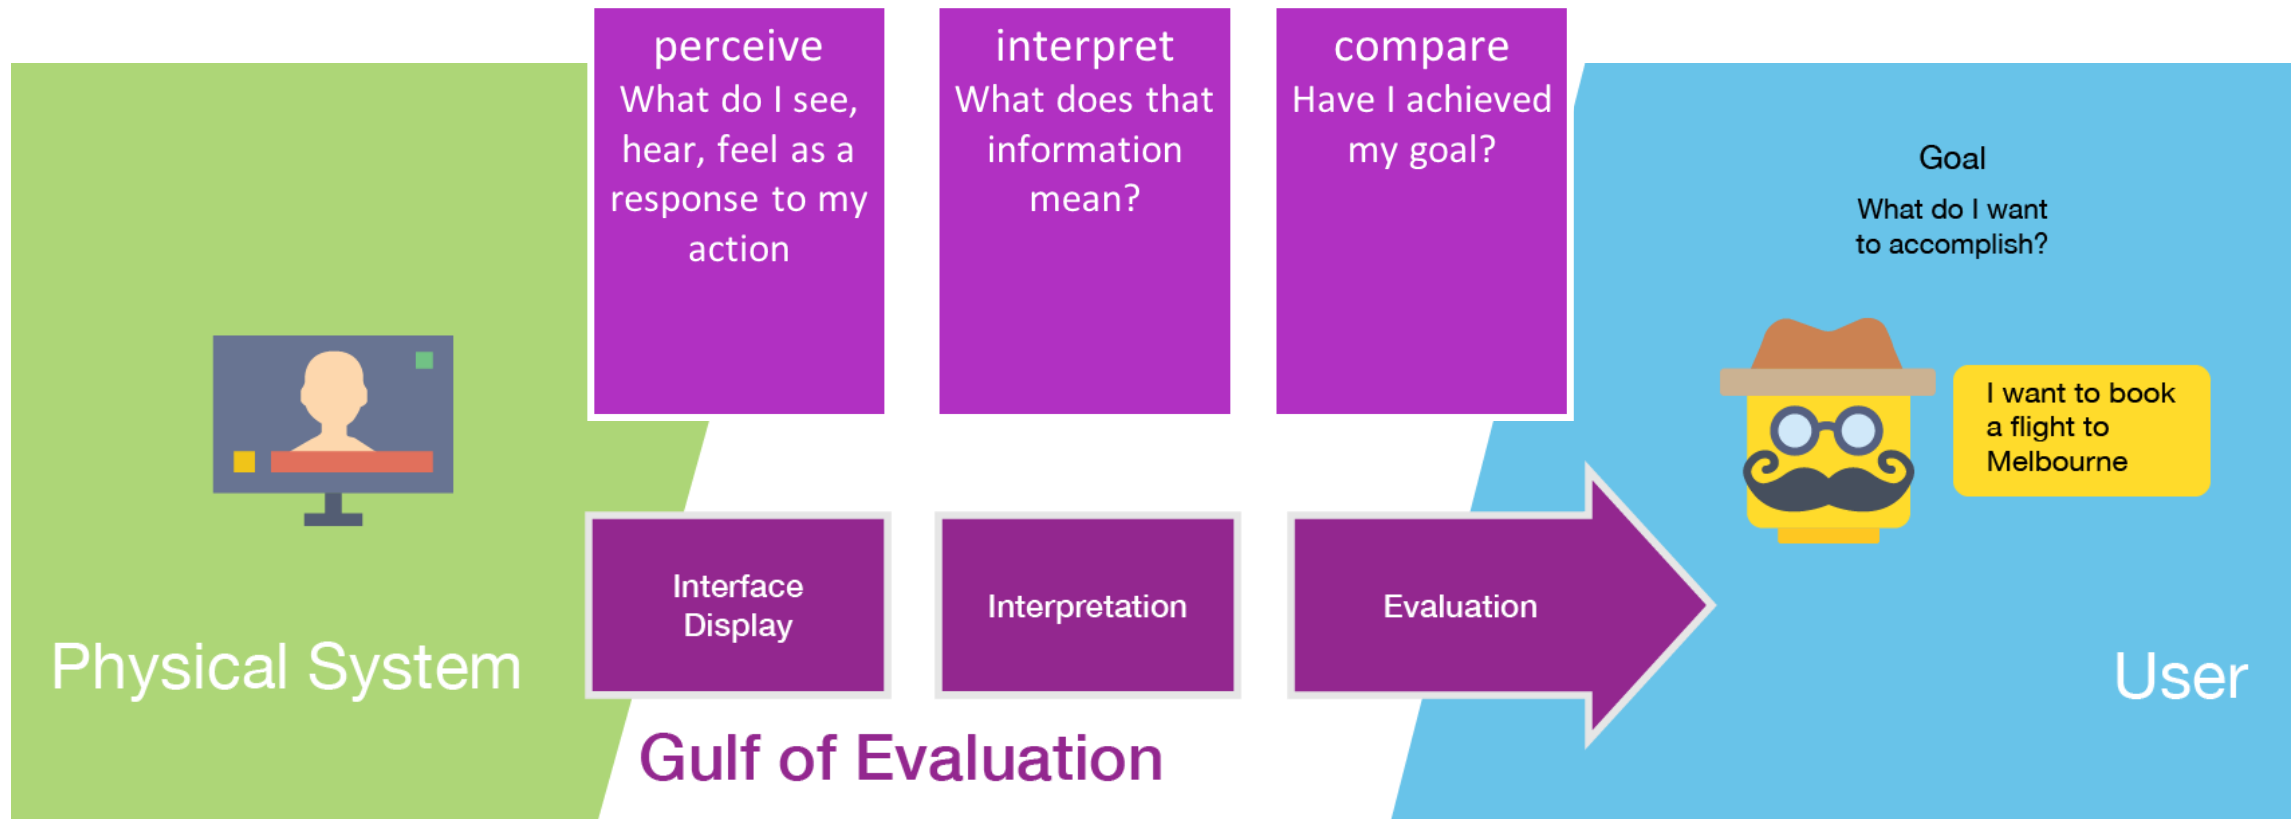 perceive
What do I see,
hear, feel as a
response to my
action
interpret
What does that
information
mean?
compare
Have I achieved
my goal?
Goal
What do I want
to accomplish?
I want to book
a flight to
Melbourne
Interface
Display
Interpretation
Evaluation
Physical System
User
Gulf of Evaluation